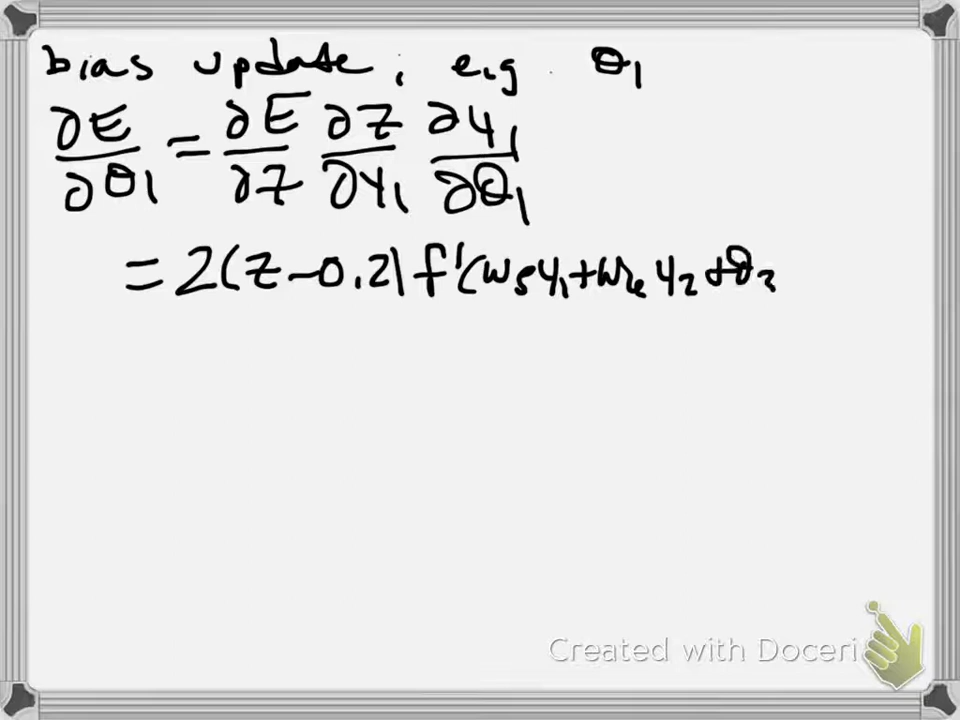 bias update, e.g. θ1
∂E/∂θ1 = ∂E/∂z ∂z/∂y1 ∂y1/∂θ1
= 2(z-0.2) f'(w5y1+w6y2+θ3
Created with Doceri